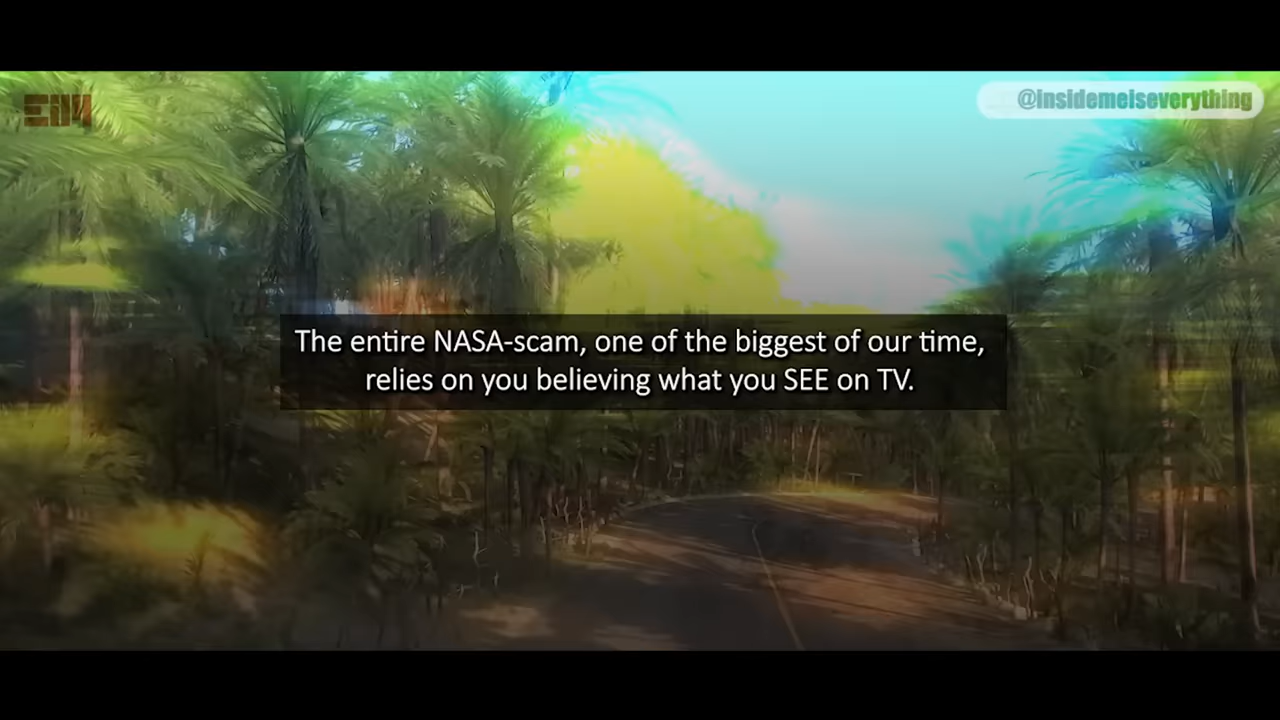 @insidemeiseverything
The entire NASA-scam, one of the biggest of our time,
relies on you believing what you SEE on TV.